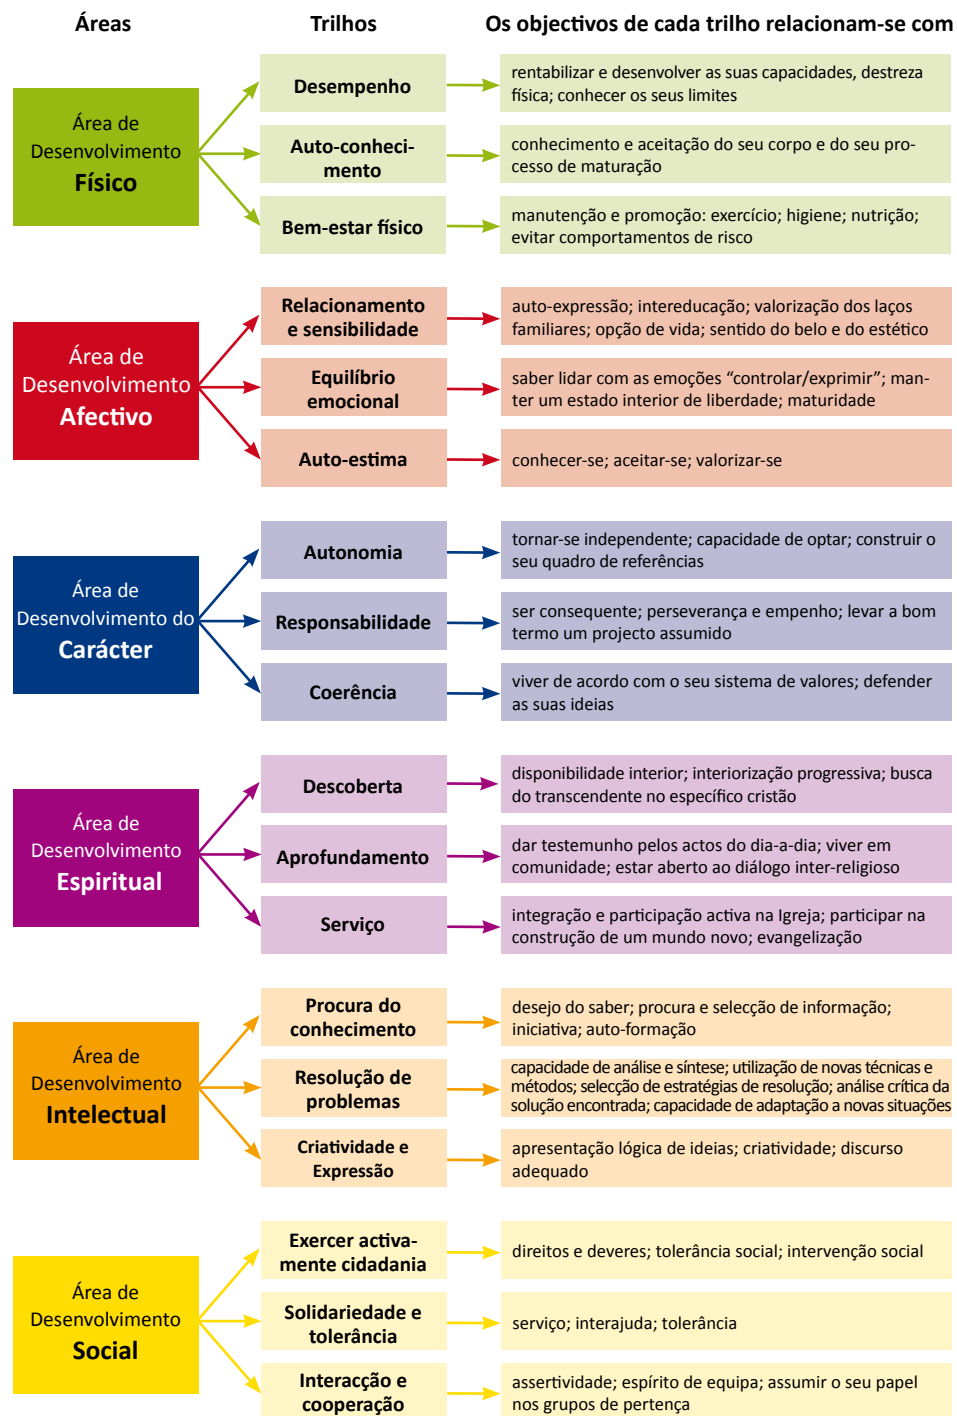 Áreas
Trilhos
Os objectivos de cada trilho relacionam-se com
Área de
Desenvolvimento
Físico
Desempenho
rentabilizar e desenvolver as suas capacidades, destreza
física; conhecer os seus limites
Auto-conheci-
mento
conhecimento e aceitação do seu corpo e do seu pro-
cesso de maturação
Bem-estar físico
manutenção e promoção: exercício; higiene; nutrição;
evitar comportamentos de risco
Área de
Desenvolvimento
Afectivo
Relacionamento
e sensibilidade
auto-expressão; intereducação; valorização dos laços
familiares; opção de vida; sentido do belo e do estético
Equilíbrio
emocional
saber lidar com as emoções “controlar/exprimir”; man-
ter um estado interior de liberdade; maturidade
Auto-estima
conhecer-se; aceitar-se; valorizar-se
Área de
Desenvolvimento do
Carácter
Autonomia
tornar-se independente; capacidade de optar; construir o
seu quadro de referências
Responsabilidade
ser consequente; perseverança e empenho; levar a bom
termo um projecto assumido
Coerência
viver de acordo com o seu sistema de valores; defender
as suas ideias
Área de
Desenvolvimento
Espiritual
Descoberta
disponibilidade interior; interiorização progressiva; busca
do transcendente no específico cristão
Aprofundamento
dar testemunho pelos actos do dia-a-dia; viver em
comunidade; estar aberto ao diálogo inter-religioso
Serviço
integração e participação activa na Igreja; participar na
construção de um mundo novo; evangelização
Área de
Desenvolvimento
Intelectual
Procura do
conhecimento
desejo do saber; procura e selecção de informação;
iniciativa; auto-formação
Resolução de
problemas
capacidade de análise e síntese; utilização de novas técnicas e
métodos; selecção de estratégias de resolução; análise crítica da
solução encontrada; capacidade de adaptação a novas situações
Criatividade e
Expressão
apresentação lógica de ideias; criatividade; discurso
adequado
Área de
Desenvolvimento
Social
Exercer activa-
mente cidadania
direitos e deveres; tolerância social; intervenção social
Solidariedade e
tolerância
serviço; interajuda; tolerância
Interacção e
cooperação
assertividade; espírito de equipa; assumir o seu papel
nos grupos de pertença